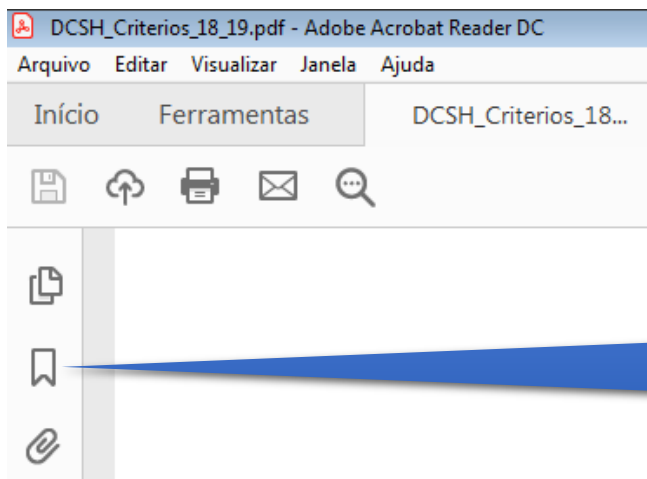 DCSH_Criterios_18_19.pdf - Adobe Acrobat Reader DC
Arquivo Editar Visualizar Janela Ajuda
Início Ferramentas DCSH_Criterios_18...